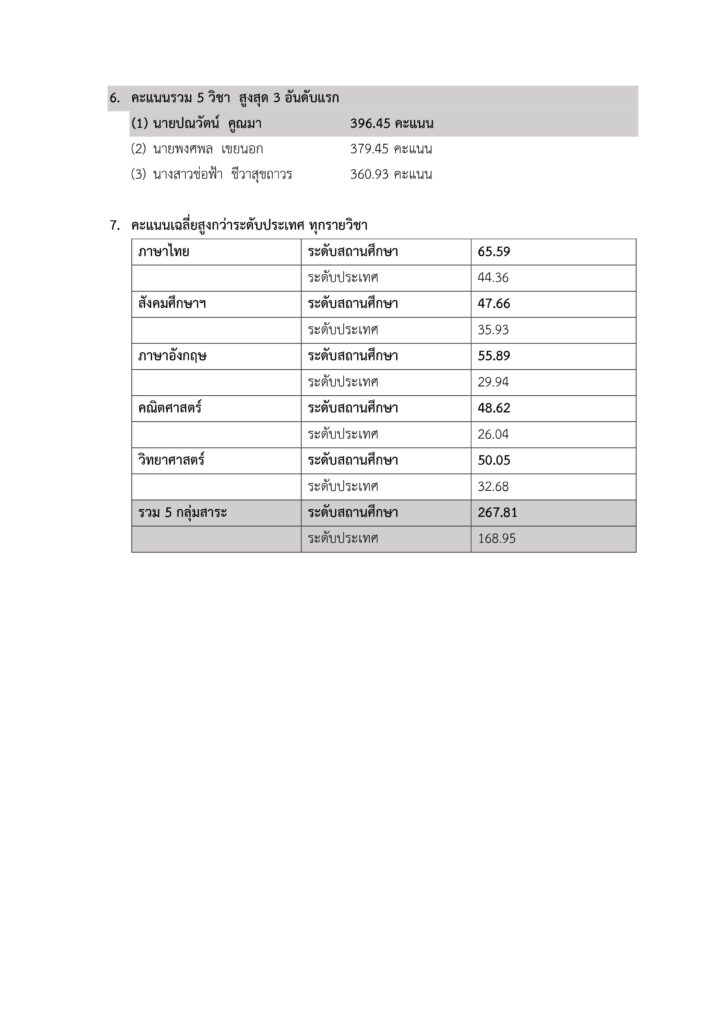 6. คะแนนรวม 5 วิชา สูงสุด 3 อันดับแรก
(1) นายปณวัตน์ คูณมา 396.45 คะแนน
(2) นายพงศพล เขยนอก 379.45 คะแนน
(3) นางสาวช่อฟ้า ชีวาสุขถาวร 360.93 คะแนน
7. คะแนนเฉลี่ยสูงกว่าระดับประเทศ ทุกรายวิชา
ภาษาไทย ระดับสถานศึกษา 65.59
ระดับประเทศ 44.36
สังคมศึกษาฯ ระดับสถานศึกษา 47.66
ระดับประเทศ 35.93
ภาษาอังกฤษ ระดับสถานศึกษา 55.89
ระดับประเทศ 29.94
คณิตศาสตร์ ระดับสถานศึกษา 48.62
ระดับประเทศ 26.04
วิทยาศาสตร์ ระดับสถานศึกษา 50.05
ระดับประเทศ 32.68
รวม 5 กลุ่มสาระ ระดับสถานศึกษา 267.81
ระดับประเทศ 168.95